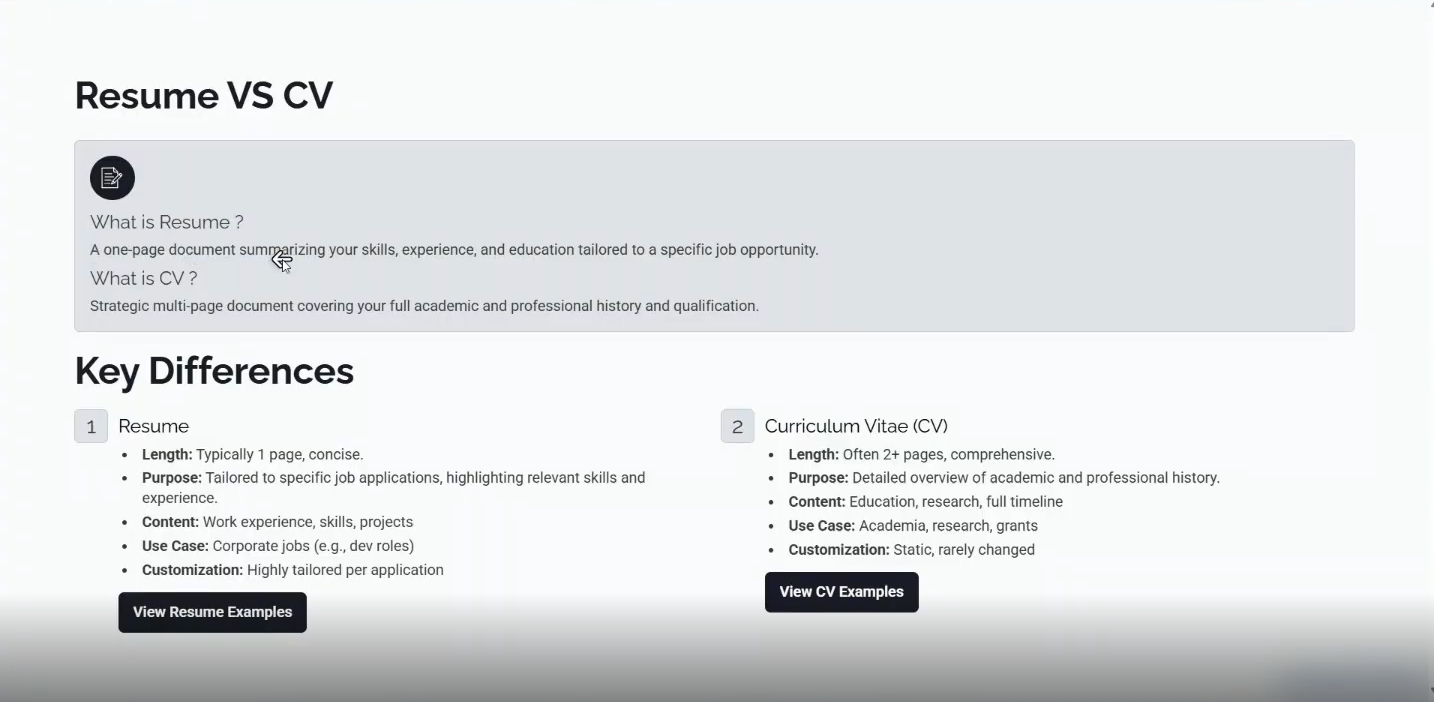 Resume VS CV
What is Resume ?
A one-page document summarizing your skills, experience, and education tailored to a specific job opportunity.
What is CV ?
Strategic multi-page document covering your full academic and professional history and qualification.
Key Differences
1 Resume
• Length: Typically 1 page, concise.
• Purpose: Tailored to specific job applications, highlighting relevant skills and
experience.
• Content: Work experience, skills, projects
• Use Case: Corporate jobs (e.g., dev roles)
• Customization: Highly tailored per application
View Resume Examples
2 Curriculum Vitae (CV)
• Length: Often 2+ pages, comprehensive.
• Purpose: Detailed overview of academic and professional history.
• Content: Education, research, full timeline
• Use Case: Academia, research, grants
• Customization: Static, rarely changed
View CV Examples